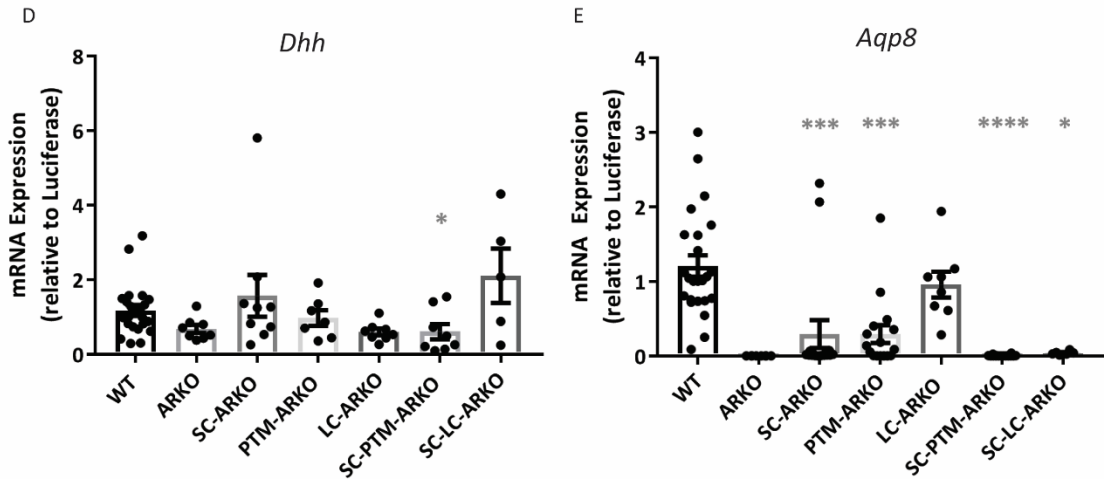 D
Dhh
mRNA Expression
(relative to Luciferase)
8
6
4
2
0
*
WT
ARKO
SC-ARKO
PTM-ARKO
LC-ARKO
SC-PTM-ARKO
SC-LC-ARKO
E
Aqp8
mRNA Expression
(relative to Luciferase)
4
3
2
1
0
*** *** **** *
WT
ARKO
SC-ARKO
PTM-ARKO
LC-ARKO
SC-PTM-ARKO
SC-LC-ARKO